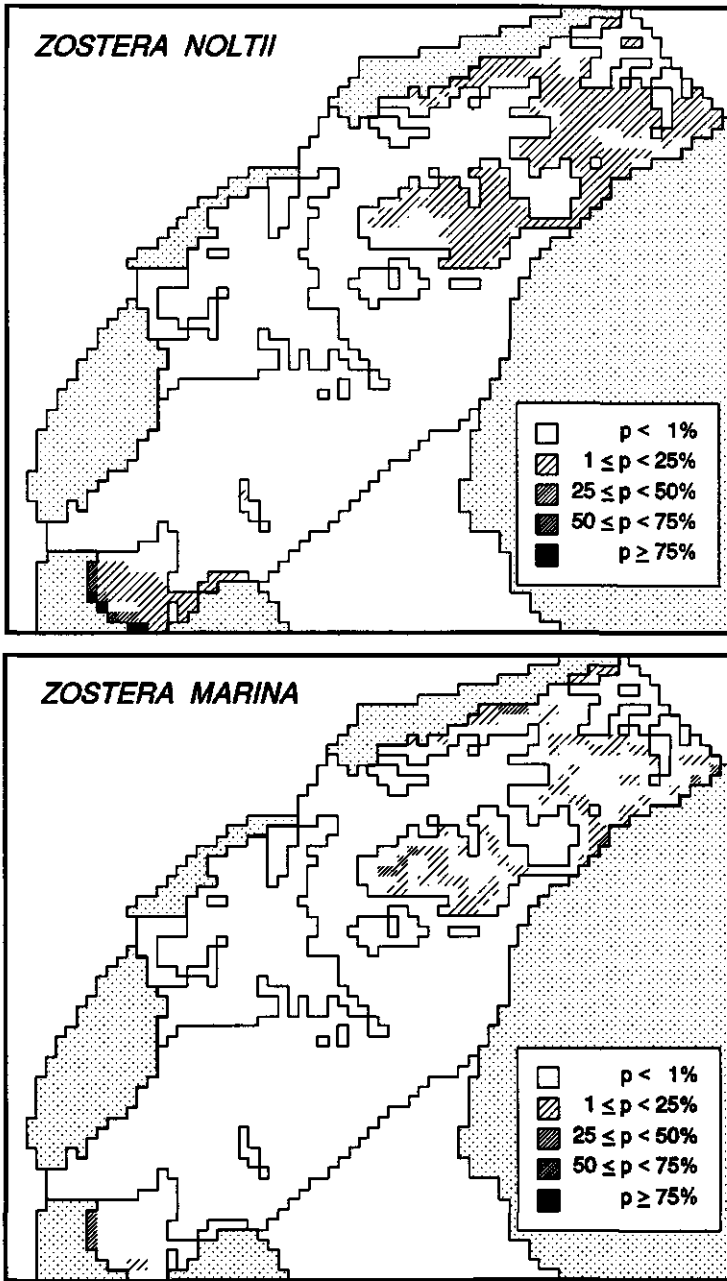 ZOSTERA NOLTII
p < 1%
1 ≤ p < 25%
25 ≤ p < 50%
50 ≤ p < 75%
p ≥ 75%
ZOSTERA MARINA
p < 1%
1 ≤ p < 25%
25 ≤ p < 50%
50 ≤ p < 75%
p ≥ 75%